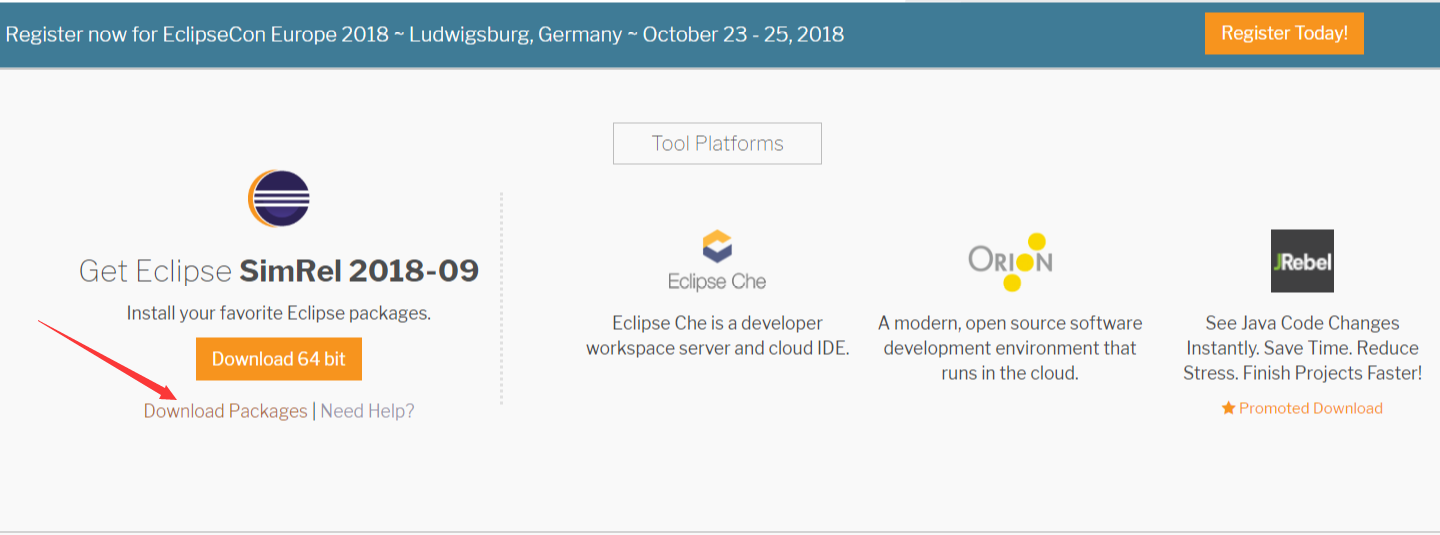 Register now for EclipseCon Europe 2018 ~ Ludwigsburg, Germany ~ October 23 - 25, 2018
Register Today!
Tool Platforms
Get Eclipse SimRel 2018-09
Install your favorite Eclipse packages.
Download 64 bit
Download Packages | Need Help?
Eclipse Che
Eclipse Che is a developer
workspace server and cloud IDE.
ORION
A modern, open source software
development environment that
runs in the cloud.
JRebel
See Java Code Changes
Instantly. Save Time. Reduce
Stress. Finish Projects Faster!
Promoted Download